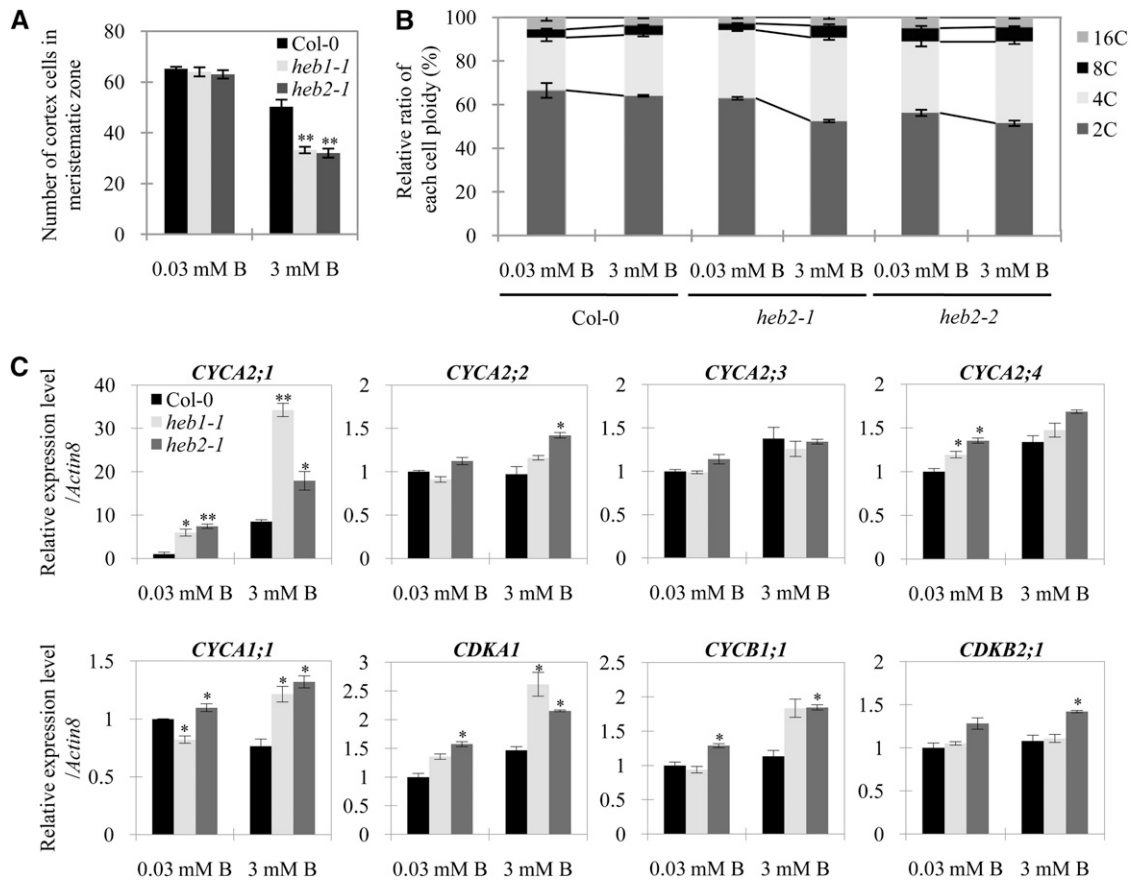 A
Number of cortex cells in
meristematic zone
80
60
40
20
0
Col-0
heb1-1
heb2-1
**
**
0.03 mM B
3 mM B
B
Relative ratio of
each cell ploidy (%)
100
80
60
40
20
0
16C
8C
4C
2C
0.03 mM B
3 mM B
0.03 mM B
3 mM B
0.03 mM B
3 mM B
Col-0
heb2-1
heb2-2
C
Relative expression level
/Actin8
CYCA2;1
40
30
20
10
0
Col-0
heb1-1
heb2-1
*
**
**
*
0.03 mM B
3 mM B
CYCA2;2
2
1.5
1
0.5
0
*
0.03 mM B
3 mM B
CYCA2;3
2
1.5
1
0.5
0
0.03 mM B
3 mM B
CYCA2;4
2
1.5
1
0.5
0
*
*
0.03 mM B
3 mM B
Relative expression level
/Actin8
CYCA1;1
1.5
1
0.5
0
*
*
*
*
0.03 mM B
3 mM B
CDKA1
3
2.5
2
1.5
1
0.5
0
*
*
*
0.03 mM B
3 mM B
CYCB1;1
2.5
2
1.5
1
0.5
0
*
*
0.03 mM B
3 mM B
CDKB2;1
2
1.5
1
0.5
0
*
0.03 mM B
3 mM B